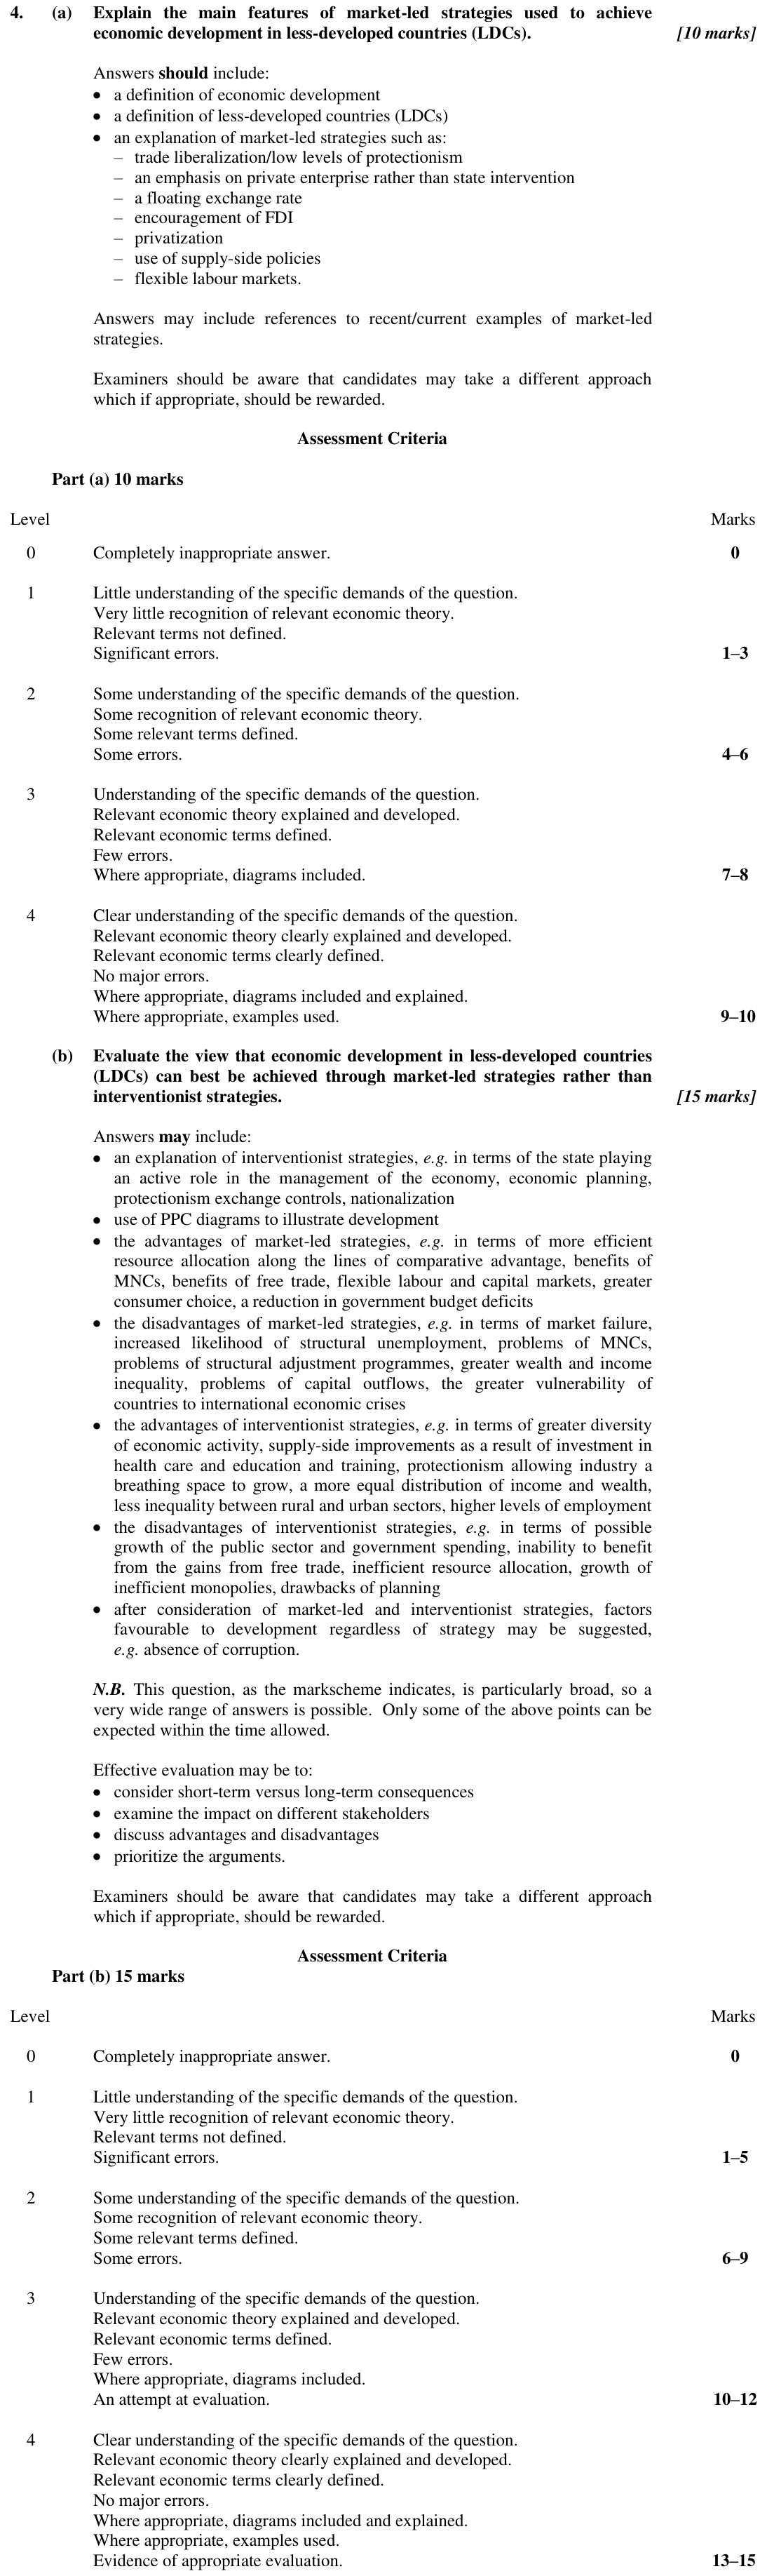 4. (a) Explain the main features of market-led strategies used to achieve
economic development in less-developed countries (LDCs). [10 marks]
Answers should include:
• a definition of economic development
• a definition of less-developed countries (LDCs)
• an explanation of market-led strategies such as:
– trade liberalization/low levels of protectionism
– an emphasis on private enterprise rather than state intervention
– a floating exchange rate
– encouragement of FDI
– privatization
– use of supply-side policies
– flexible labour markets.
Answers may include references to recent/current examples of market-led
strategies.
Examiners should be aware that candidates may take a different approach
which if appropriate, should be rewarded.
Assessment Criteria
Part (a) 10 marks
Level Marks
0 Completely inappropriate answer. 0
1 Little understanding of the specific demands of the question.
Very little recognition of relevant economic theory.
Relevant terms not defined.
Significant errors. 1–3
2 Some understanding of the specific demands of the question.
Some recognition of relevant economic theory.
Some relevant terms defined.
Some errors. 4–6
3 Understanding of the specific demands of the question.
Relevant economic theory explained and developed.
Relevant economic terms defined.
Few errors.
Where appropriate, diagrams included. 7–8
4 Clear understanding of the specific demands of the question.
Relevant economic theory clearly explained and developed.
Relevant economic terms clearly defined.
No major errors.
Where appropriate, diagrams included and explained.
Where appropriate, examples used. 9–10
(b) Evaluate the view that economic development in less-developed countries
(LDCs) can best be achieved through market-led strategies rather than
interventionist strategies. [15 marks]
Answers may include:
• an explanation of interventionist strategies, e.g. in terms of the state playing
an active role in the management of the economy, economic planning,
protectionism exchange controls, nationalization
• use of PPC diagrams to illustrate development
• the advantages of market-led strategies, e.g. in terms of more efficient
resource allocation along the lines of comparative advantage, benefits of
MNCs, benefits of free trade, flexible labour and capital markets, greater
consumer choice, a reduction in government budget deficits
• the disadvantages of market-led strategies, e.g. in terms of market failure,
increased likelihood of structural unemployment, problems of MNCs,
problems of structural adjustment programmes, greater wealth and income
inequality, problems of capital outflows, the greater vulnerability of
countries to international economic crises
• the advantages of interventionist strategies, e.g. in terms of greater diversity
of economic activity, supply-side improvements as a result of investment in
health care and education and training, protectionism allowing industry a
breathing space to grow, a more equal distribution of income and wealth,
less inequality between rural and urban sectors, higher levels of employment
• the disadvantages of interventionist strategies, e.g. in terms of possible
growth of the public sector and government spending, inability to benefit
from the gains from free trade, inefficient resource allocation, growth of
inefficient monopolies, drawbacks of planning
• after consideration of market-led and interventionist strategies, factors
favourable to development regardless of strategy may be suggested,
e.g. absence of corruption.
N.B. This question, as the markscheme indicates, is particularly broad, so a
very wide range of answers is possible. Only some of the above points can be
expected within the time allowed.
Effective evaluation may be to:
• consider short-term versus long-term consequences
• examine the impact on different stakeholders
• discuss advantages and disadvantages
• prioritize the arguments.
Examiners should be aware that candidates may take a different approach
which if appropriate, should be rewarded.
Assessment Criteria
Part (b) 15 marks
Level Marks
0 Completely inappropriate answer. 0
1 Little understanding of the specific demands of the question.
Very little recognition of relevant economic theory.
Relevant terms not defined.
Significant errors. 1–5
2 Some understanding of the specific demands of the question.
Some recognition of relevant economic theory.
Some relevant terms defined.
Some errors. 6–9
3 Understanding of the specific demands of the question.
Relevant economic theory explained and developed.
Relevant economic terms defined.
Few errors.
Where appropriate, diagrams included.
An attempt at evaluation. 10–12
4 Clear understanding of the specific demands of the question.
Relevant economic theory clearly explained and developed.
Relevant economic terms clearly defined.
No major errors.
Where appropriate, diagrams included and explained.
Where appropriate, examples used.
Evidence of appropriate evaluation. 13–15